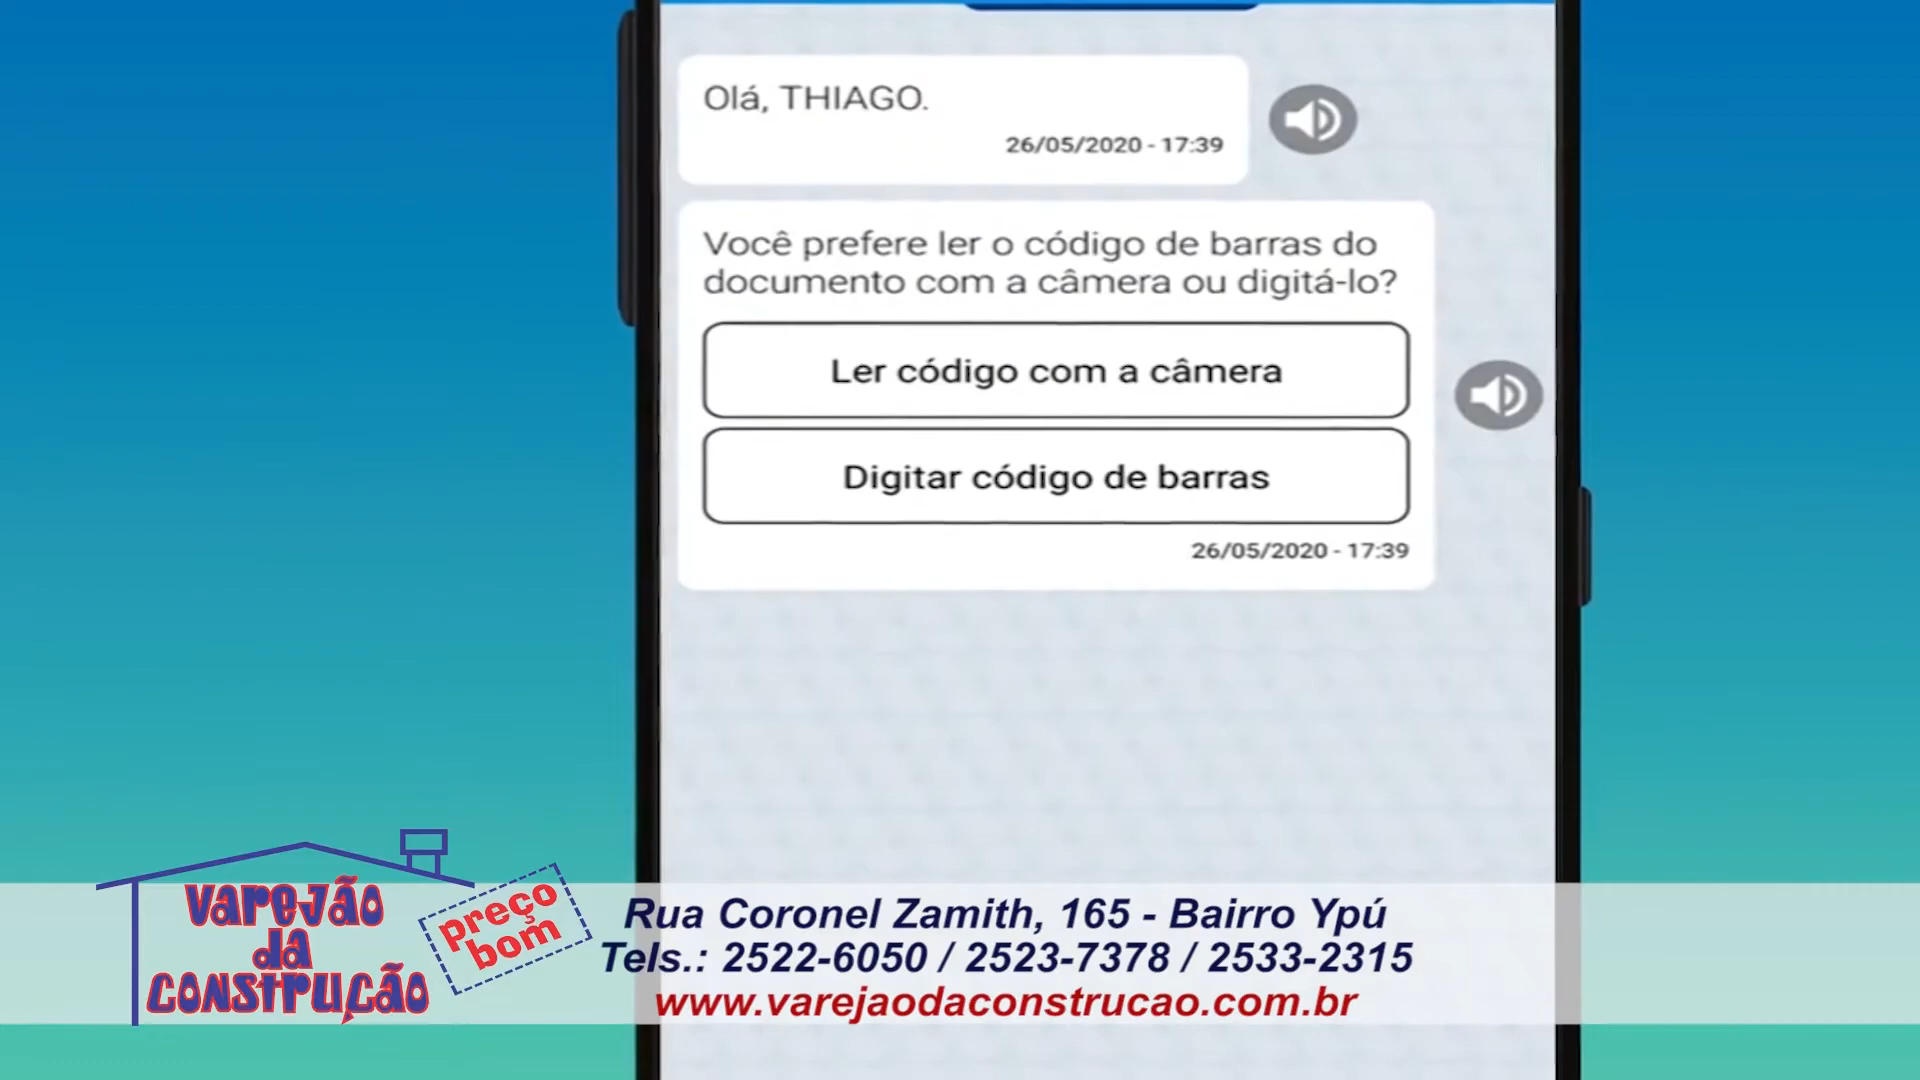 Olá, THIAGO.
26/05/2020 - 17:39
Você prefere ler o código de barras do
documento com a câmera ou digitá-lo?
Ler código com a câmera
Digitar código de barras
26/05/2020 - 17:39
VAREJÃO
da
CONSTRUÇÃO
preço
bom
Rua Coronel Zamith, 165 - Bairro Ypú
Tels.: 2522-6050 / 2523-7378 / 2533-2315
www.varejaodaconstrucao.com.br